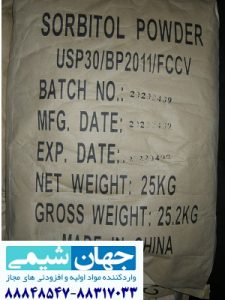 SORBITOL POWDER
USP30/BP2011/FCCV
BATCH NO.:
MFG. DATE:
EXP. DATE:
NET WEIGHT: 25KG
GROSS WEIGHT: 25.2KG
MADE IN CHINA
جهان شیمی
واردکننده مواد اولیه و افزودنی های مجاز
۸۸۸۴۸۵۴۷-۸۸۳۱۷۰۳۳